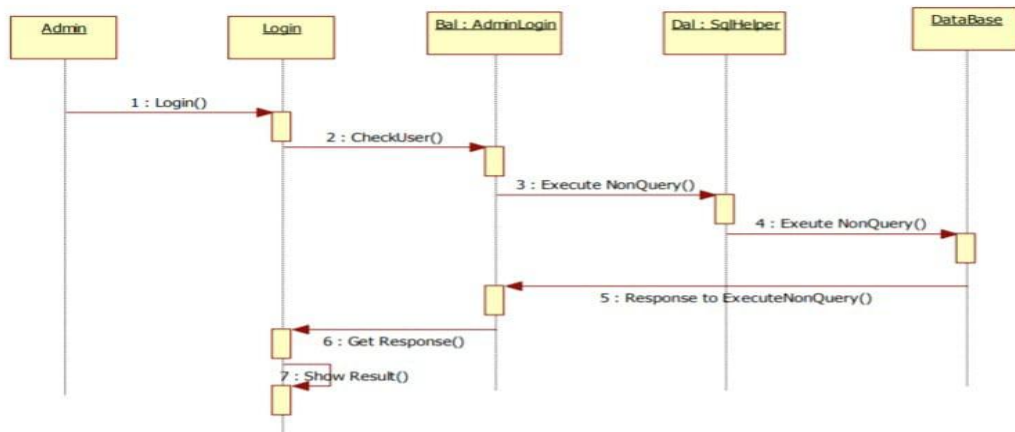 Admin
Login
Bal : AdminLogin
Dal : SqlHelper
DataBase
1 : Login()
2 : CheckUser()
3 : Execute NonQuery()
4 : Exeute NonQuery()
5 : Response to ExecuteNonQuery()
6 : Get Response()
7 : Show Result()